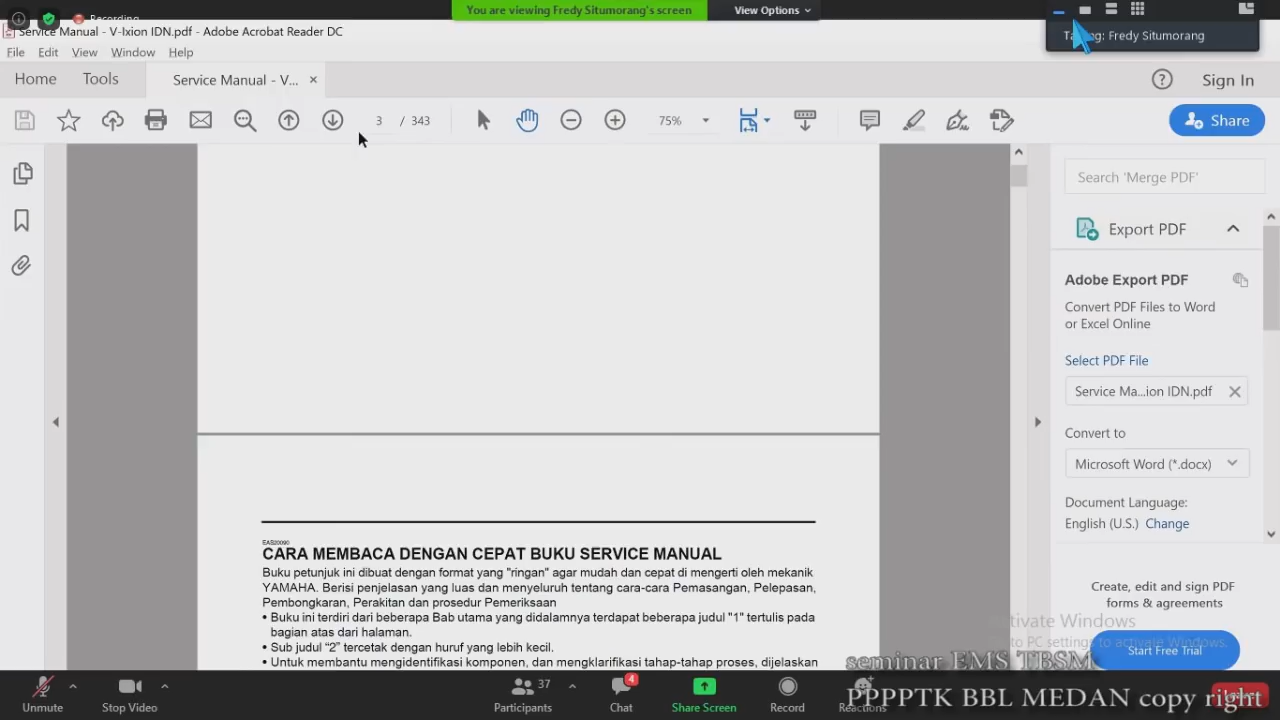 Recording
You are viewing Fredy Situmorang's screen
View Options
Service Manual - V-Ixion IDN.pdf - Adobe Acrobat Reader DC
Fredy Situmorang
File Edit View Window Help
Home Tools Service Manual - V... Sign In
3 / 343
75%
Share
Search 'Merge PDF'
Export PDF
Adobe Export PDF
Convert PDF Files to Word
or Excel Online
Select PDF File
Service Ma...ion IDN.pdf
Convert to
Microsoft Word (*.docx)
Document Language:
English (U.S.) Change
Create, edit and sign PDF
forms & agreements
Start Free Trial
EAS20090
CARA MEMBACA DENGAN CEPAT BUKU SERVICE MANUAL
Buku petunjuk ini dibuat dengan format yang "ringan" agar mudah dan cepat di mengerti oleh mekanik
YAMAHA. Berisi penjelasan yang luas dan menyeluruh tentang cara-cara Pemasangan, Pelepasan,
Pembongkaran, Perakitan dan prosedur Pemeriksaan
• Buku ini terdiri dari beberapa Bab utama yang didalamnya terdapat beberapa judul "1" tertulis pada
bagian atas dari halaman.
• Sub judul “2” tercetak dengan huruf yang lebih kecil.
• Untuk membantu mengidentifikasi komponen, dan mengklarifikasi tahap-tahap proses, dijelaskan
Activate Windows
to PC settings to activate Windows.
seminar EMS TBSM
PPPPTK BBL MEDAN copy right
Unmute
Stop Video
37
Participants
4
Chat
Share Screen
Record
Reactions